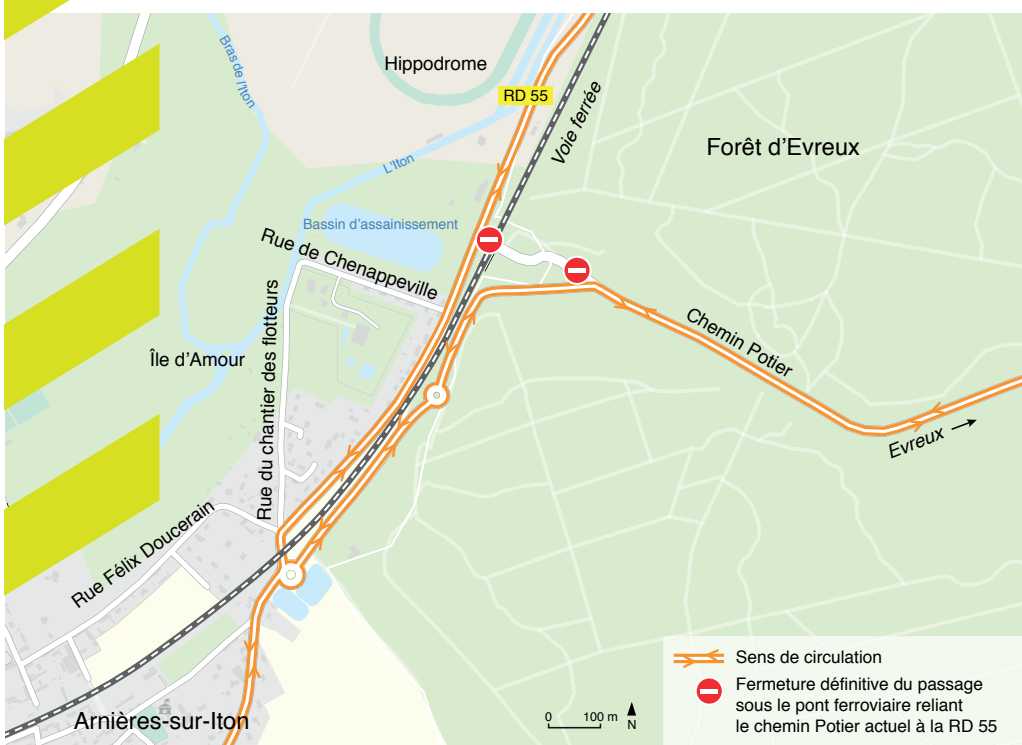 Hippodrome
Bras de l'Iton
RD 55
Voie ferrée
Forêt d'Evreux
L'Iton
Bassin d'assainissement
Rue de Chenappeville
Chemin Potier
Île d'Amour
Rue du chantier des flotteurs
Evreux
Rue Félix Doucerain
Arnières-sur-Iton
0 100 m
N
Sens de circulation
Fermeture définitive du passage
sous le pont ferroviaire reliant
le chemin Potier actuel à la RD 55